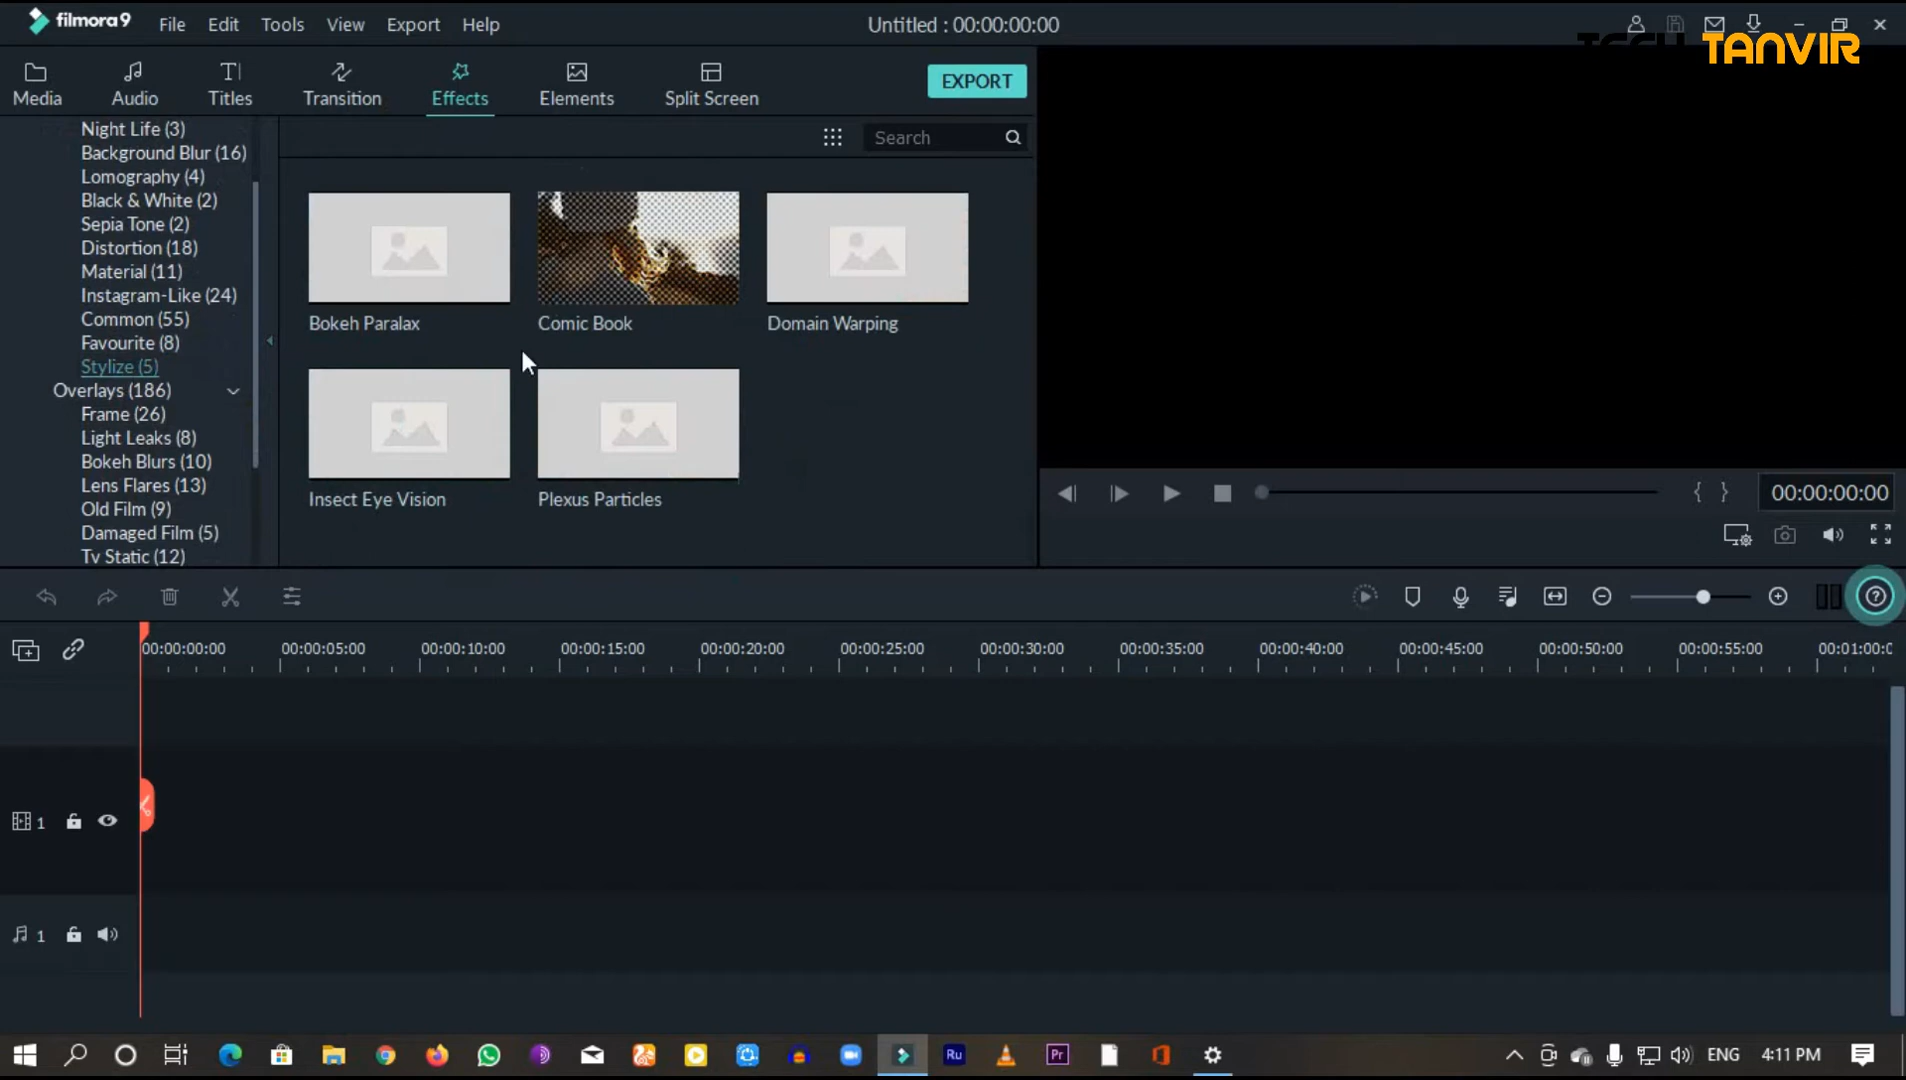 filmora9 File Edit Tools View Export Help Untitled : 00:00:00:00
TECH TANVIR
Media Audio Titles Transition Effects Elements Split Screen EXPORT
Search
Night Life (3)
Background Blur (16)
Lomography (4)
Black & White (2)
Sepia Tone (2)
Distortion (18)
Material (11)
Instagram-Like (24)
Common (55)
Favourite (8)
Stylize (5)
Overlays (186)
Frame (26)
Light Leaks (8)
Bokeh Blurs (10)
Lens Flares (13)
Old Film (9)
Damaged Film (5)
Tv Static (12)
Bokeh Paralax Comic Book Domain Warping
Insect Eye Vision Plexus Particles
{ } 00:00:00:00
00:00:00:00 00:00:05:00 00:00:10:00 00:00:15:00 00:00:20:00 00:00:25:00 00:00:30:00 00:00:35:00 00:00:40:00 00:00:45:00 00:00:50:00 00:00:55:00 00:01:00:0
1
1
Ru Pr ENG 4:11 PM